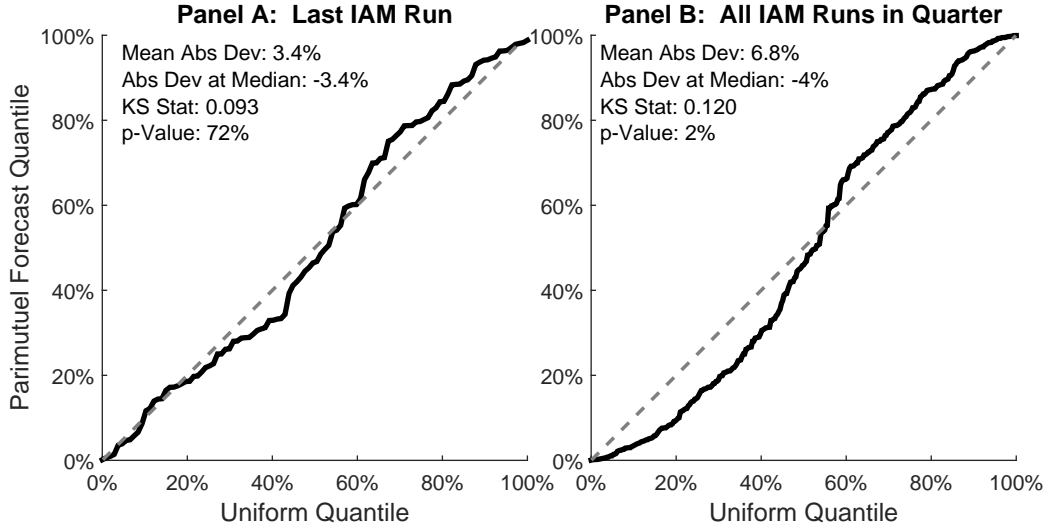 Panel A: Last IAM Run
Mean Abs Dev: 3.4%
Abs Dev at Median: -3.4%
KS Stat: 0.093
p-Value: 72%
Parimutuel Forecast Quantile
100%
80%
60%
40%
20%
0%
0% 20% 40% 60% 80% 100%
Uniform Quantile
Panel B: All IAM Runs in Quarter
Mean Abs Dev: 6.8%
Abs Dev at Median: -4%
KS Stat: 0.120
p-Value: 2%
100%
80%
60%
40%
20%
0%
0% 20% 40% 60% 80% 100%
Uniform Quantile